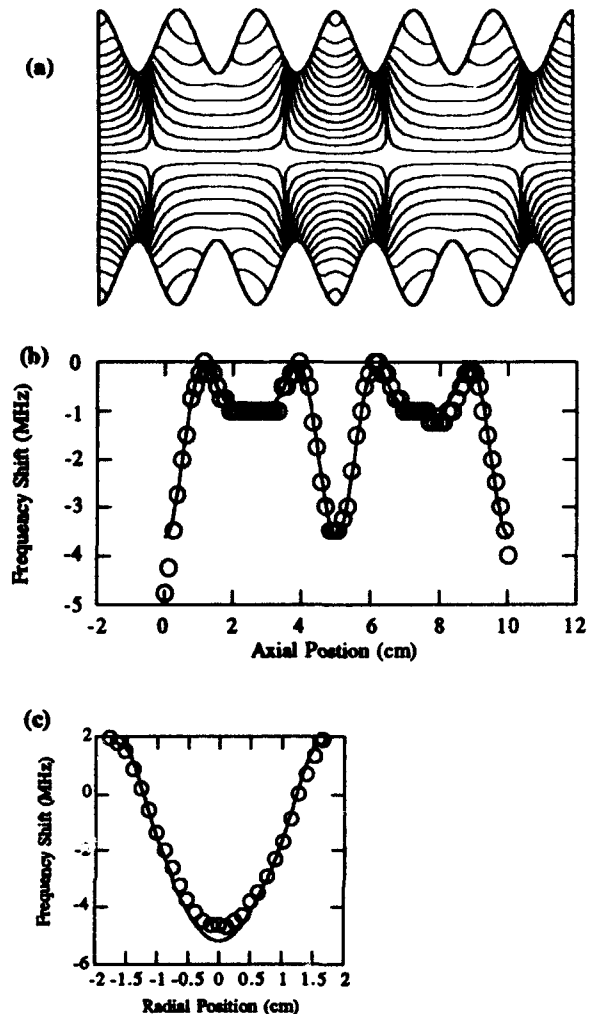 (a)
(b)
0
-1
-2
-3
-4
-5
Frequency Shift (MHz)
-2 0 2 4 6 8 10 12
Axial Postion (cm)
(c)
2
0
-4
-6
Frequency Shift (MHz)
-2 -1.5 -1 -0.5 0 0.5 1 1.5 2
Radial Position (cm)